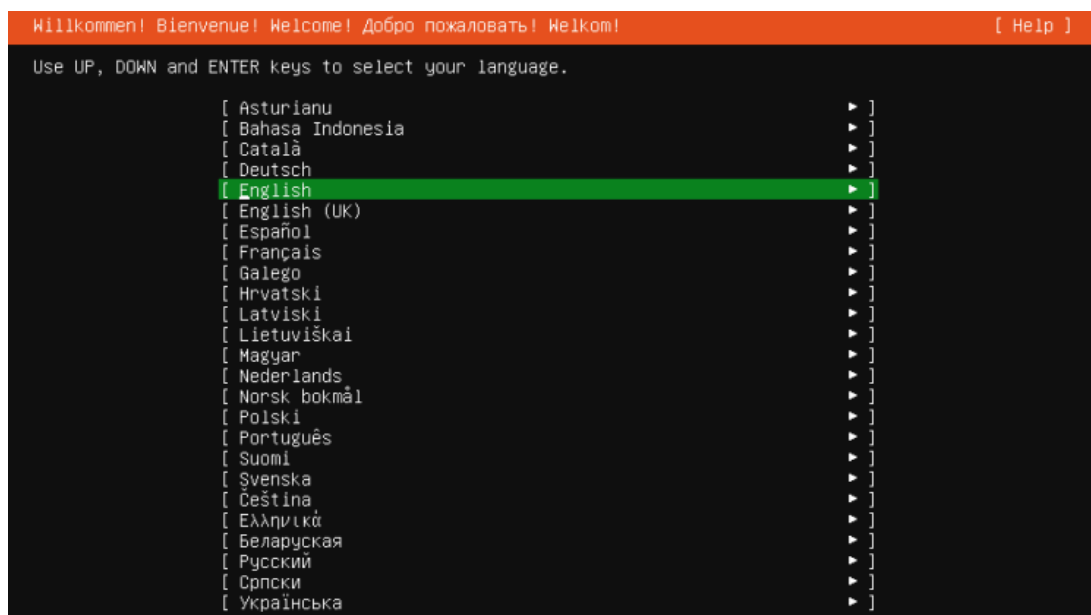 Willkommen! Bienvenue! Welcome! Добро пожаловать! Welkom! [ Help ]
Use UP, DOWN and ENTER keys to select your language.
[ Asturianu ► ]
[ Bahasa Indonesia ► ]
[ Català ► ]
[ Deutsch ► ]
[ English ► ]
[ English (UK) ► ]
[ Español ► ]
[ Français ► ]
[ Galego ► ]
[ Hrvatski ► ]
[ Latviski ► ]
[ Lietuviškai ► ]
[ Magyar ► ]
[ Nederlands ► ]
[ Norsk bokmål ► ]
[ Polski ► ]
[ Português ► ]
[ Suomi ► ]
[ Svenska ► ]
[ Čeština ► ]
[ Ελληνικά ► ]
[ Беларуская ► ]
[ Русский ► ]
[ Српски ► ]
[ Українська ► ]